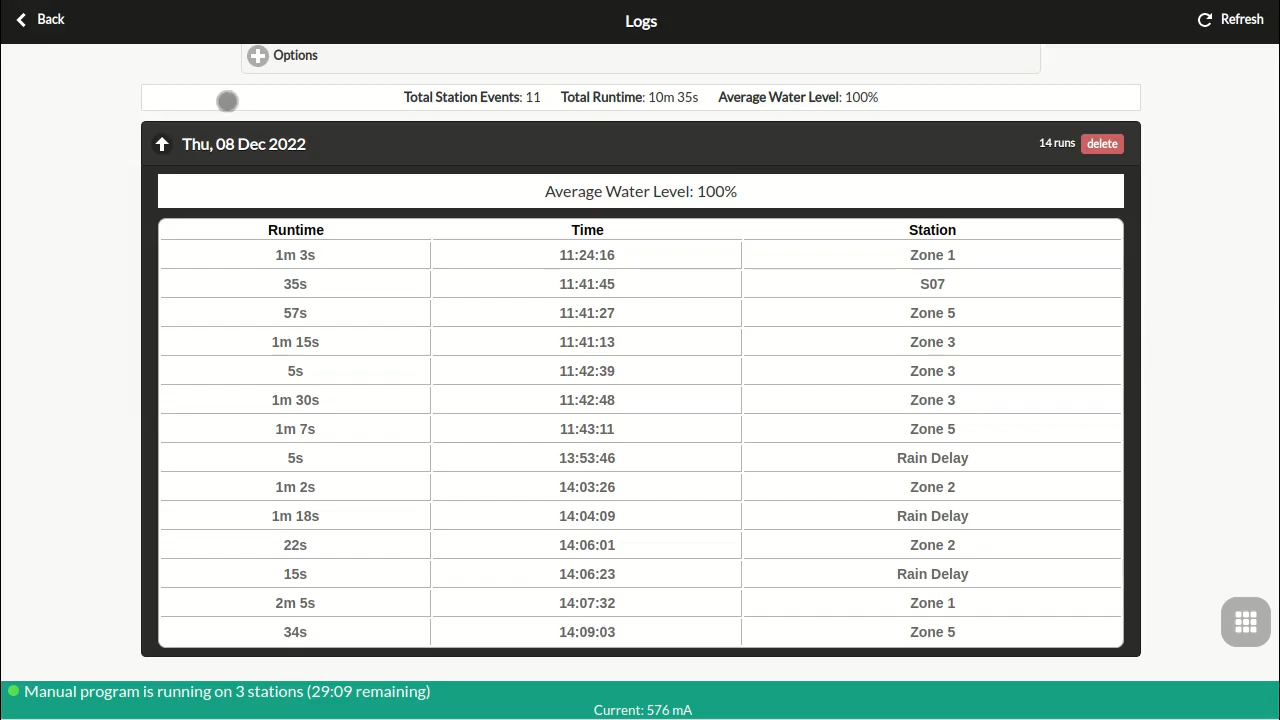 Back Logs Refresh
Options
Total Station Events: 11 Total Runtime: 10m 35s Average Water Level: 100%
Thu, 08 Dec 2022 14 runs delete
Average Water Level: 100%
Runtime Time Station
1m 3s 11:24:16 Zone 1
35s 11:41:45 S07
57s 11:41:27 Zone 5
1m 15s 11:41:13 Zone 3
5s 11:42:39 Zone 3
1m 30s 11:42:48 Zone 3
1m 7s 11:43:11 Zone 5
5s 13:53:46 Rain Delay
1m 2s 14:03:26 Zone 2
1m 18s 14:04:09 Rain Delay
22s 14:06:01 Zone 2
15s 14:06:23 Rain Delay
2m 5s 14:07:32 Zone 1
34s 14:09:03 Zone 5
Manual program is running on 3 stations (29:09 remaining)
Current: 576 mA